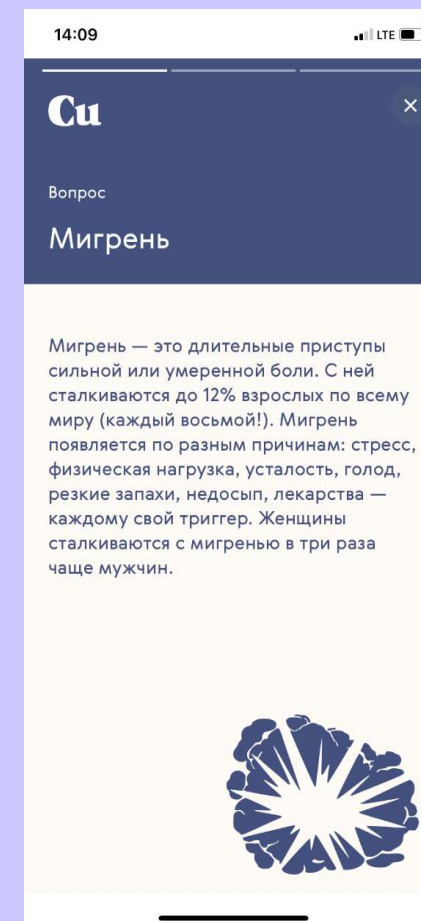 14:09
LTE
Cu
Вопрос
Мигрень
Мигрень — это длительные приступы
сильной или умеренной боли. С ней
сталкиваются до 12% взрослых по всему
миру (каждый восьмой!). Мигрень
появляется по разным причинам: стресс,
физическая нагрузка, усталость, голод,
резкие запахи, недосып, лекарства —
каждому свой триггер. Женщины
сталкиваются с мигренью в три раза
чаще мужчин.